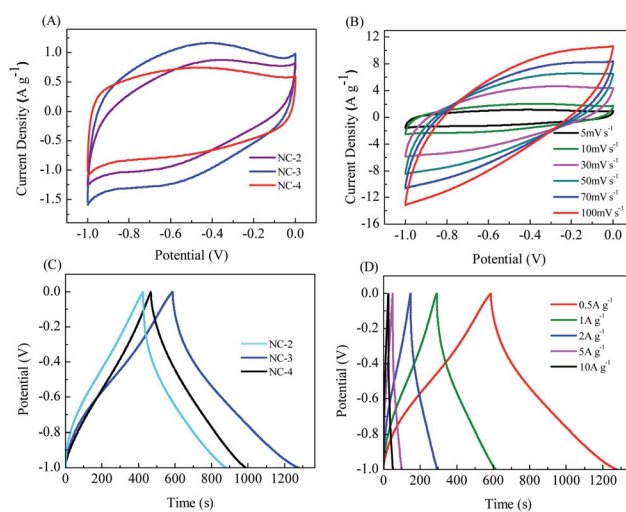 (A)
Current Density (A g⁻¹)
1.5
1.0
0.5
0.0
-0.5
-1.0
-1.5
NC-2
NC-3
NC-4
-1.0 -0.8 -0.6 -0.4 -0.2 0.0
Potential (V)
(B)
Current Density (A g⁻¹)
12
8
4
0
-4
-8
-12
-16
5mV s⁻¹
10mV s⁻¹
30mV s⁻¹
50mV s⁻¹
70mV s⁻¹
100mV s⁻¹
-1.0 -0.8 -0.6 -0.4 -0.2 0.0
Potential (V)
(C)
Potential (V)
0.0
-0.2
-0.4
-0.6
-0.8
-1.0
NC-2
NC-3
NC-4
0 200 400 600 800 1000 1200
Time (s)
(D)
Potential (V)
0.0
-0.2
-0.4
-0.6
-0.8
-1.0
0.5A g⁻¹
1A g⁻¹
2A g⁻¹
5A g⁻¹
10A g⁻¹
0 200 400 600 800 1000 1200
Time (s)